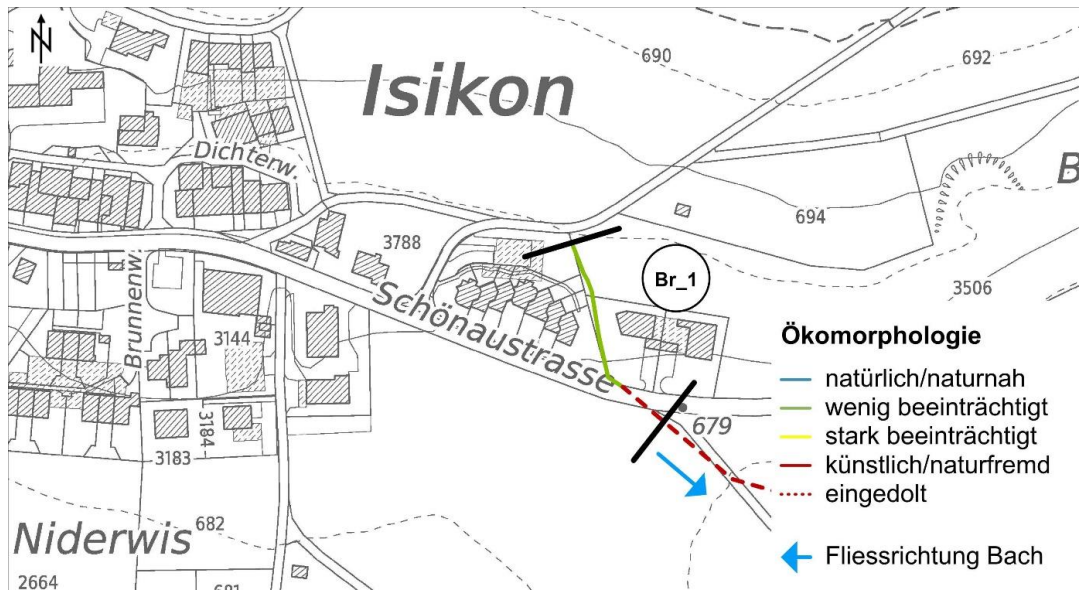 N
690
692
Isikon
Dichterw.
B
694
3788
Br_1
3506
Schönaustrasse
Brunnenw.
3144
679
3184
3183
682
Niderwis
2664
681
Ökomorphologie
natürlich/naturnah
wenig beeinträchtigt
stark beeinträchtigt
künstlich/naturfremd
eingedolt
Fliessrichtung Bach